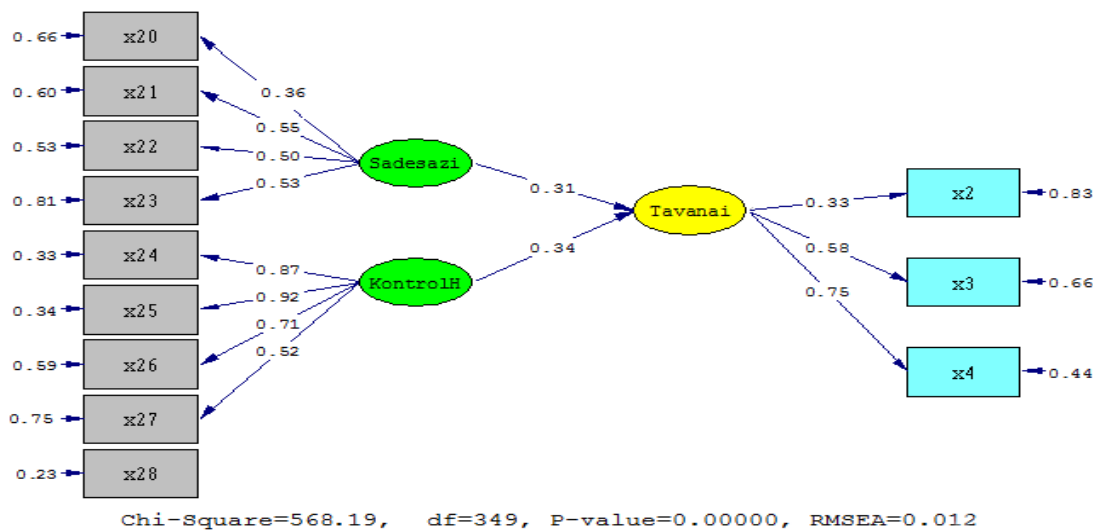 0.66 x20
0.36
0.60 x21
0.55
0.53 x22
0.50
Sadesazi
0.53
0.81 x23
0.31
Tavanai
0.33
x2 0.83
0.33 x24
0.87
0.34
0.58
KontrolH
x3 0.66
0.34 x25
0.92
0.75
0.71
0.59 x26
0.52
x4 0.44
0.75 x27
0.23 x28
Chi-Square=568.19, df=349, P-value=0.00000, RMSEA=0.012